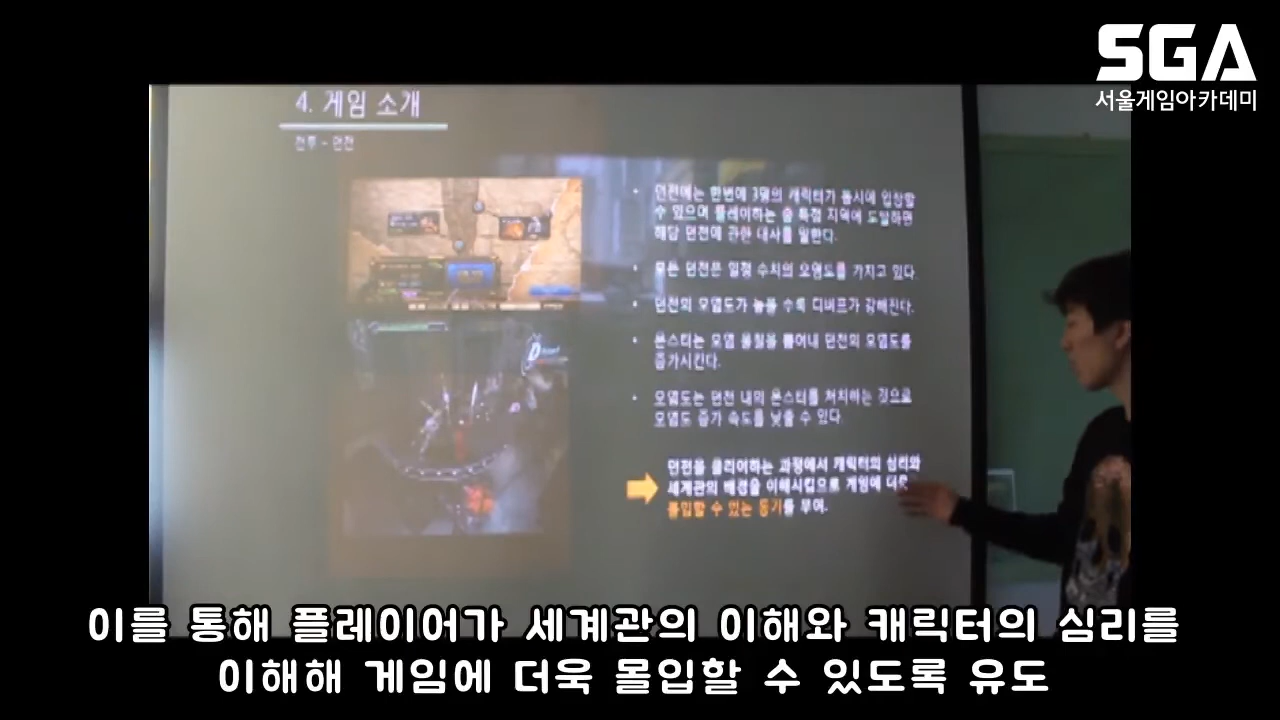 SGA
서울게임아카데미
4. 게임 소개
전투 - 던전
• 던전에는 한번에 3명의 캐릭터가 동시에 입장할
수 있으며 플레이하는 중 특정 지역에 도달하면
해당 던전에 관한 대사를 말한다.
• 모든 던전은 일정 수치의 오염도를 가지고 있다.
• 던전의 오염도가 높을 수록 디버프가 강해진다.
• 몬스터는 오염 물질을 뿜어내 던전의 오염도를
증가시킨다.
• 오염도는 던전 내의 몬스터를 처치하는 것으로
오염도 증가 속도를 낮출 수 있다.
던전을 클리어하는 과정에서 캐릭터의 심리와
세계관의 배경을 이해시킴으로 게임에 더욱
몰입할 수 있는 동기를 부여.
이를 통해 플레이어가 세계관의 이해와 캐릭터의 심리를
이해해 게임에 더욱 몰입할 수 있도록 유도